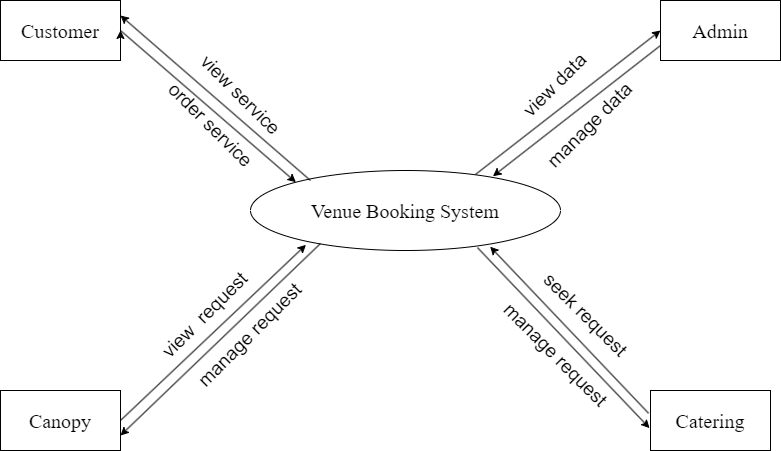 Customer
Admin
view service
order service
view data
manage data
Venue Booking System
view  request
manage request
seek request
manage request
Canopy
Catering